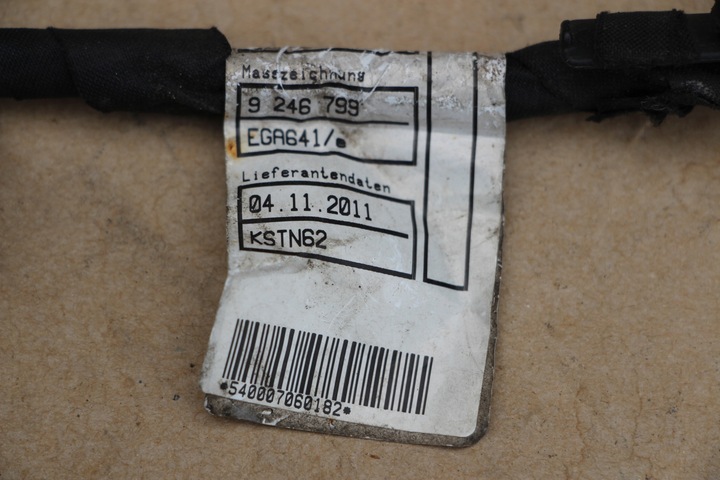 Masszeichnung
9 246 799
EGA641/e
Lieferantendaten
04.11.2011
KSTN62
*540007060182*